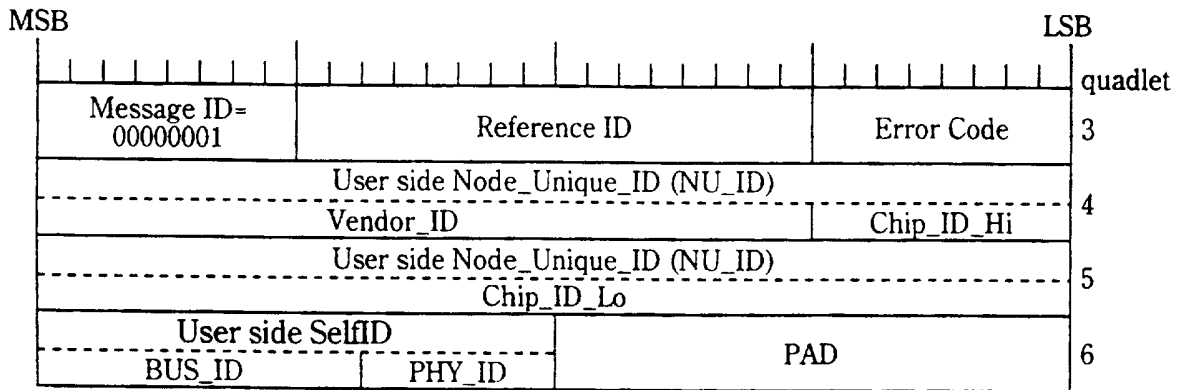 MSB LSB
quadlet
Message ID=
00000001 Reference ID Error Code 3
User side Node_Unique_ID (NU_ID)
4
Vendor_ID Chip_ID_Hi
User side Node_Unique_ID (NU_ID)
5
Chip_ID_Lo
User side SelfID
PAD 6
BUS_ID PHY_ID